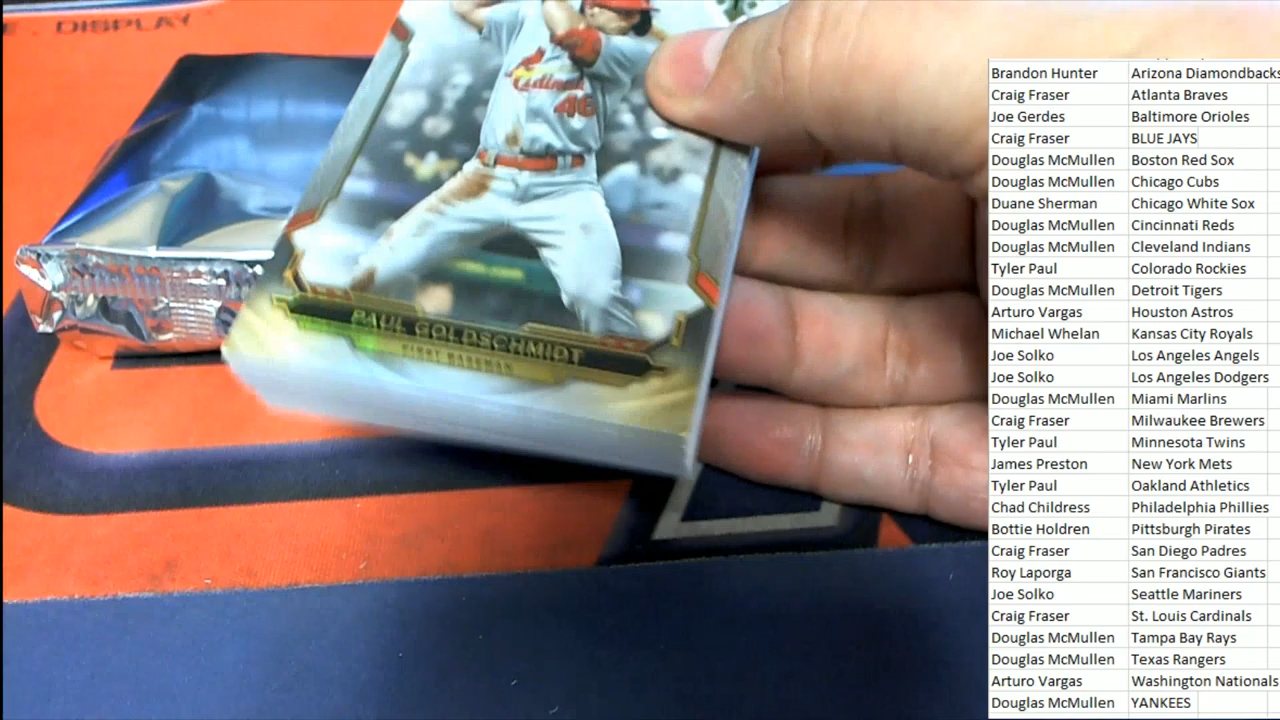 E . DISPLAY
Cardinals
46
PAUL GOLDSCHMIDT
FIRST BASEMAN
Brandon Hunter Arizona Diamondbacks
Craig Fraser Atlanta Braves
Joe Gerdes Baltimore Orioles
Craig Fraser BLUE JAYS
Douglas McMullen Boston Red Sox
Douglas McMullen Chicago Cubs
Duane Sherman Chicago White Sox
Douglas McMullen Cincinnati Reds
Douglas McMullen Cleveland Indians
Tyler Paul Colorado Rockies
Douglas McMullen Detroit Tigers
Arturo Vargas Houston Astros
Michael Whelan Kansas City Royals
Joe Solko Los Angeles Angels
Joe Solko Los Angeles Dodgers
Douglas McMullen Miami Marlins
Craig Fraser Milwaukee Brewers
Tyler Paul Minnesota Twins
James Preston New York Mets
Tyler Paul Oakland Athletics
Chad Childress Philadelphia Phillies
Bottie Holdren Pittsburgh Pirates
Craig Fraser San Diego Padres
Roy Laporga San Francisco Giants
Joe Solko Seattle Mariners
Craig Fraser St. Louis Cardinals
Douglas McMullen Tampa Bay Rays
Douglas McMullen Texas Rangers
Arturo Vargas Washington Nationals
Douglas McMullen YANKEES